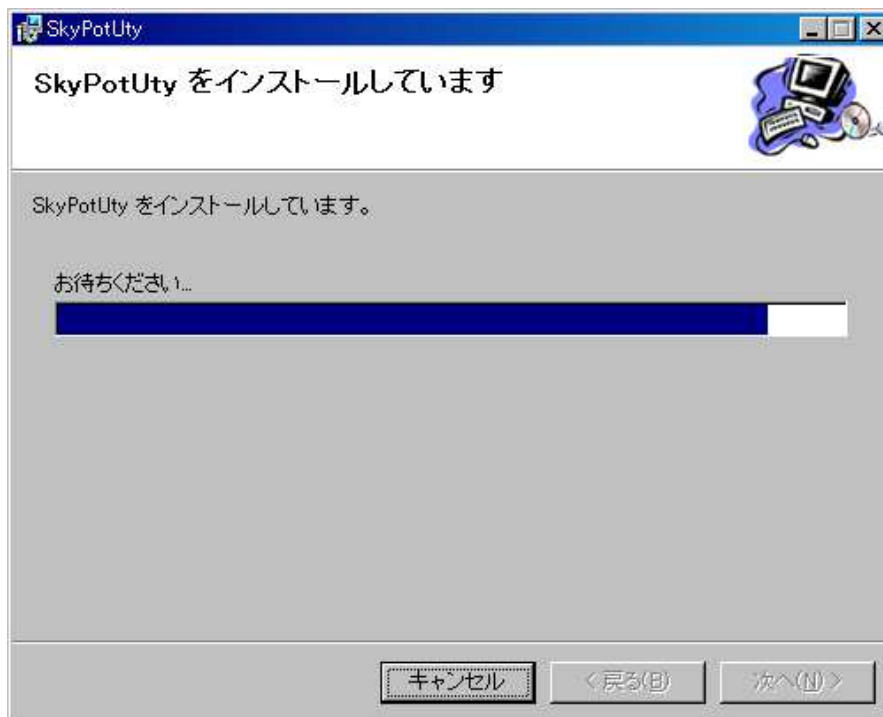 SkyPotUty
SkyPotUty をインストールしています
SkyPotUty をインストールしています。
お待ちください...
キャンセル
< 戻る(B)
次へ(N) >